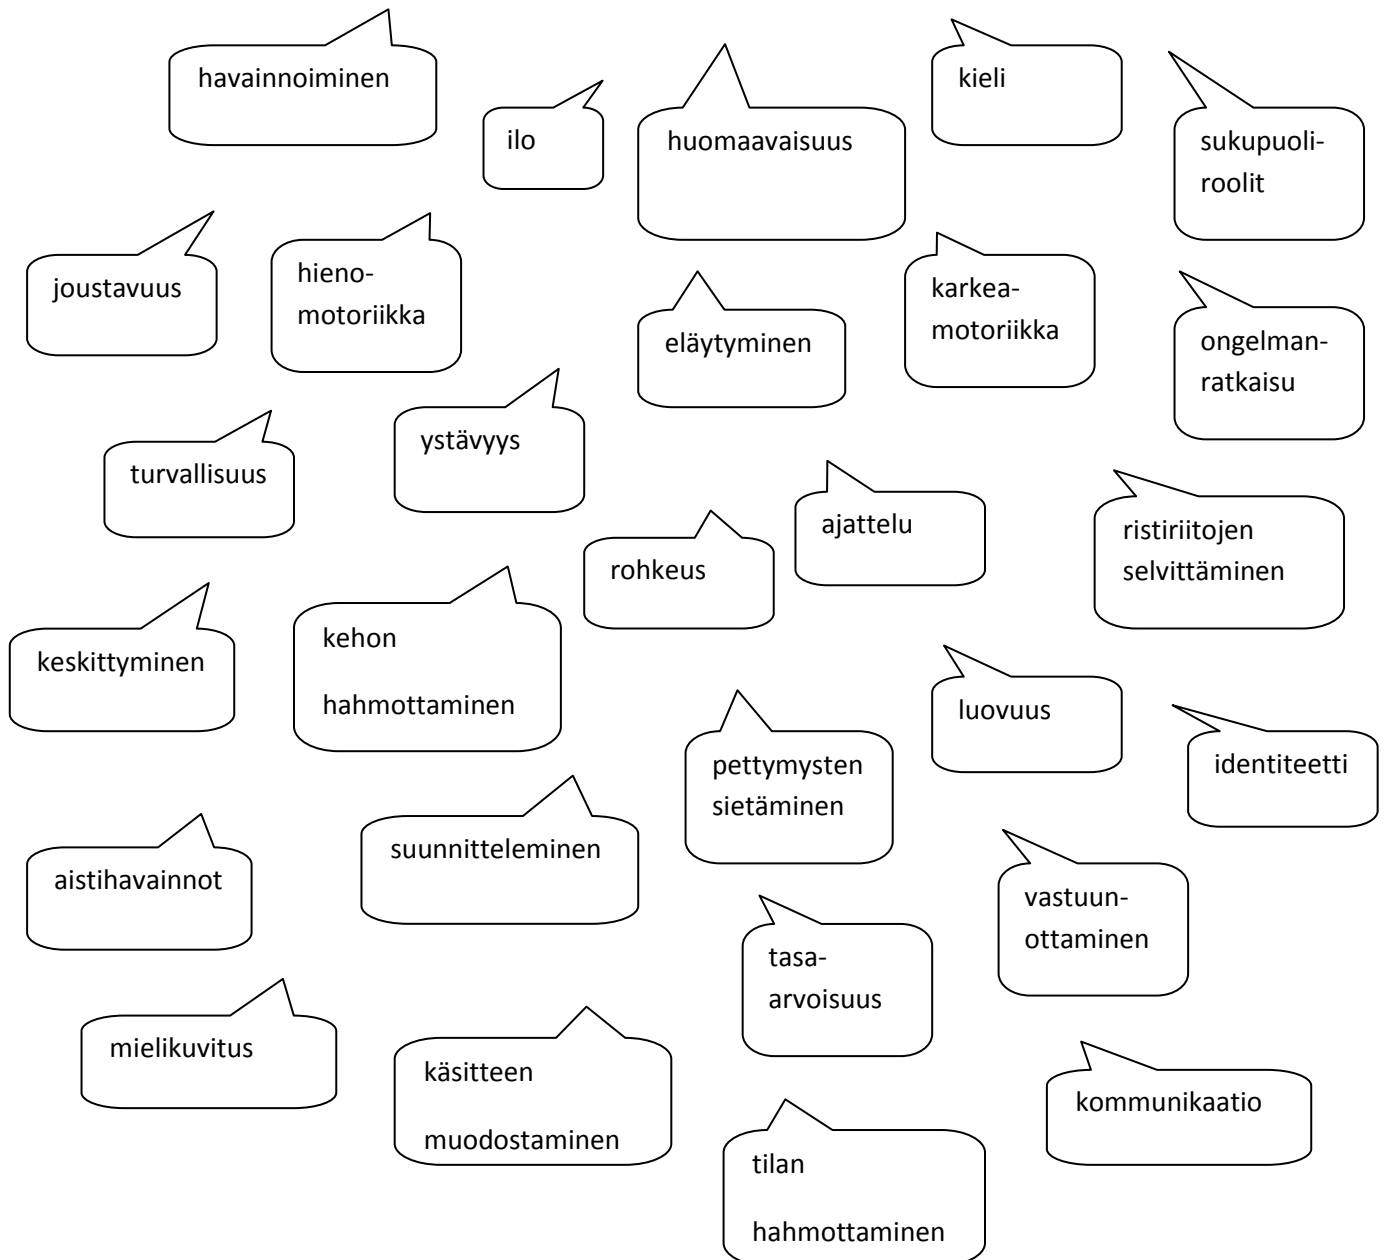 havainnoiminen
ilo
huomaavaisuus
kieli
sukupuoli-
roolit
joustavuus
hieno-
motoriikka
eläytyminen
karkea-
motoriikka
ongelman-
ratkaisu
turvallisuus
ystävyys
rohkeus
ajattelu
ristiriitojen
selvittäminen
keskittyminen
kehon
hahmottaminen
pettymysten
sietäminen
luovuus
identiteetti
aistihavainnot
suunnitteleminen
tasa-
arvoisuus
vastuun-
ottaminen
mielikuvitus
käsitteen
muodostaminen
tilan
hahmottaminen
kommunikaatio